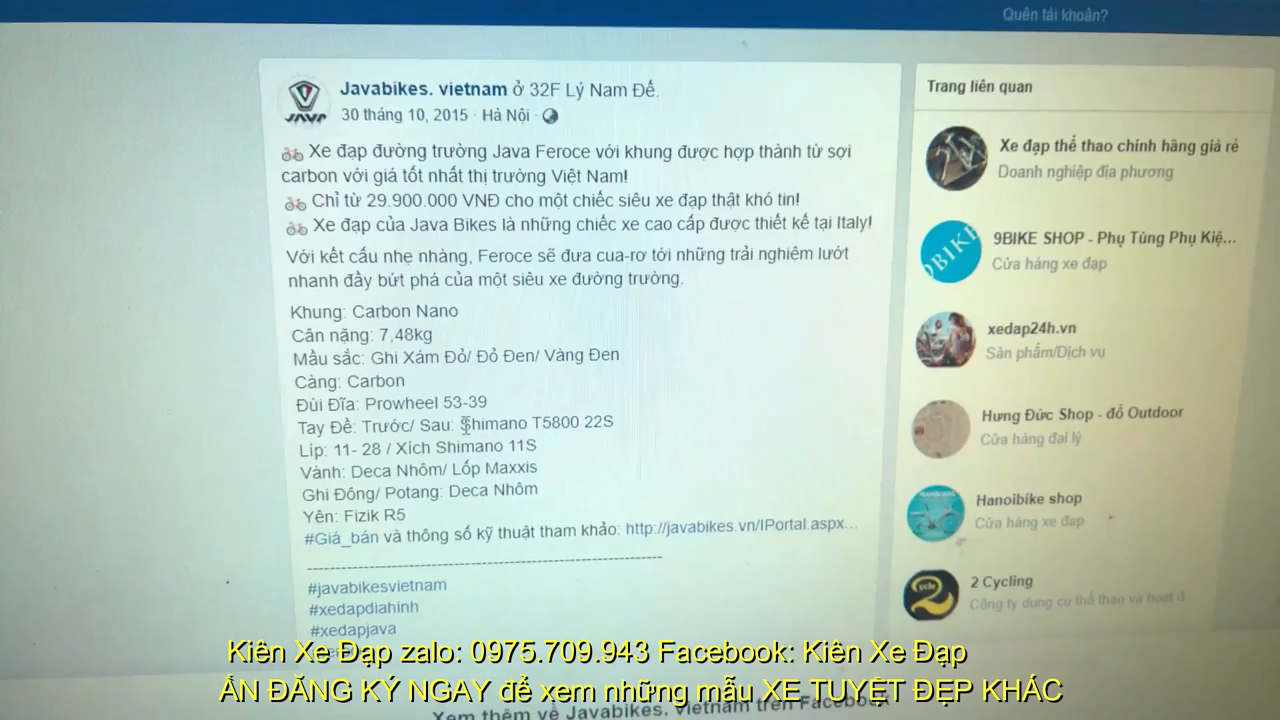 Quên tài khoản?
JAVA
Javabikes. vietnam ở 32F Lý Nam Đế.
30 tháng 10, 2015 · Hà Nội ·
Xe đạp đường trường Java Feroce với khung được hợp thành từ sợi
carbon với giá tốt nhất thị trường Việt Nam!
Chỉ từ 29.900.000 VNĐ cho một chiếc siêu xe đạp thật khó tin!
Xe đạp của Java Bikes là những chiếc xe cao cấp được thiết kế tại Italy!
Với kết cấu nhẹ nhàng, Feroce sẽ đưa cua-rơ tới những trải nghiệm lướt
nhanh đầy bứt phá của một siêu xe đường trường.
Khung: Carbon Nano
Cân nặng: 7,48kg
Mầu sắc: Ghi Xám Đỏ/ Đỏ Đen/ Vàng Đen
Càng: Carbon
Đùi Đĩa: Prowheel 53-39
Tay Đề: Trước/ Sau: Shimano T5800 22S
Líp: 11- 28 / Xích Shimano 11S
Vành: Deca Nhôm/ Lốp Maxxis
Ghi Đông/ Potang: Deca Nhôm
Yên: Fizik R5
#Giá_bán và thông số kỹ thuật tham khảo: http://javabikes.vn/IPortal.aspx...
--------------------------------------------------------------------
#javabikesvietnam
#xedapdiahinh
#xedapjava
Trang liên quan
Xe đạp thể thao chính hãng giá rẻ
Doanh nghiệp địa phương
9BIKE SHOP - Phụ Tùng Phụ Kiệ...
Cửa hàng xe đạp
xedap24h.vn
Sản phẩm/Dịch vụ
Hưng Đức Shop - đồ Outdoor
Cửa hàng đại lý
Hanoibike shop
Cửa hàng xe đạp
2 Cycling
Công ty dụng cụ thể thao và hoạt đ...
Kiên Xe Đạp zalo: 0975.709.943 Facebook: Kiên Xe Đạp
ẤN ĐĂNG KÝ NGAY để xem những mẫu XE TUYỆT ĐẸP KHÁC
Xem thêm về Javabikes. vietnam trên Facebook